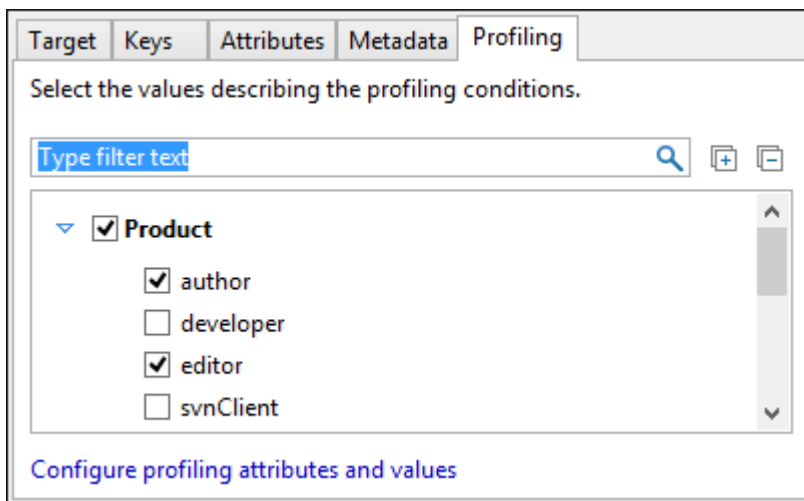 Target Keys Attributes Metadata Profiling
Select the values describing the profiling conditions.
Type filter text
Product
author
developer
editor
svnClient
Configure profiling attributes and values